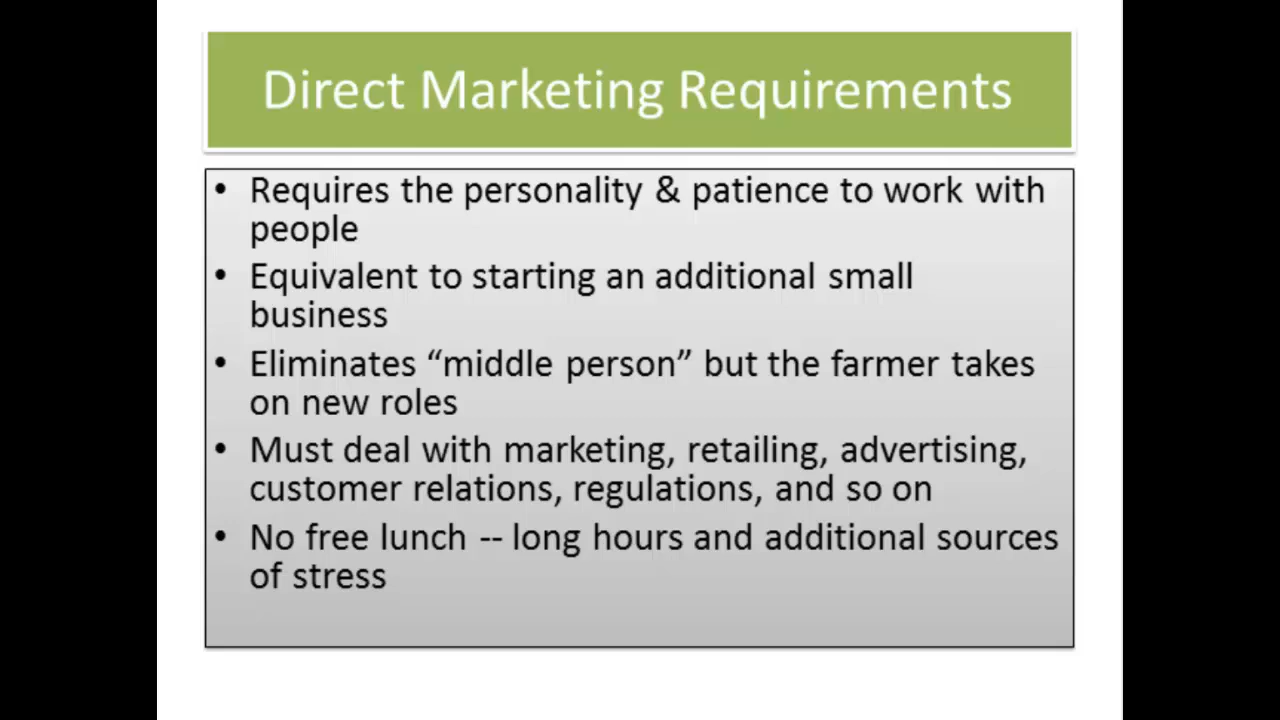 Direct Marketing Requirements
• Requires the personality & patience to work with
people
• Equivalent to starting an additional small
business
• Eliminates “middle person” but the farmer takes
on new roles
• Must deal with marketing, retailing, advertising,
customer relations, regulations, and so on
• No free lunch -- long hours and additional sources
of stress